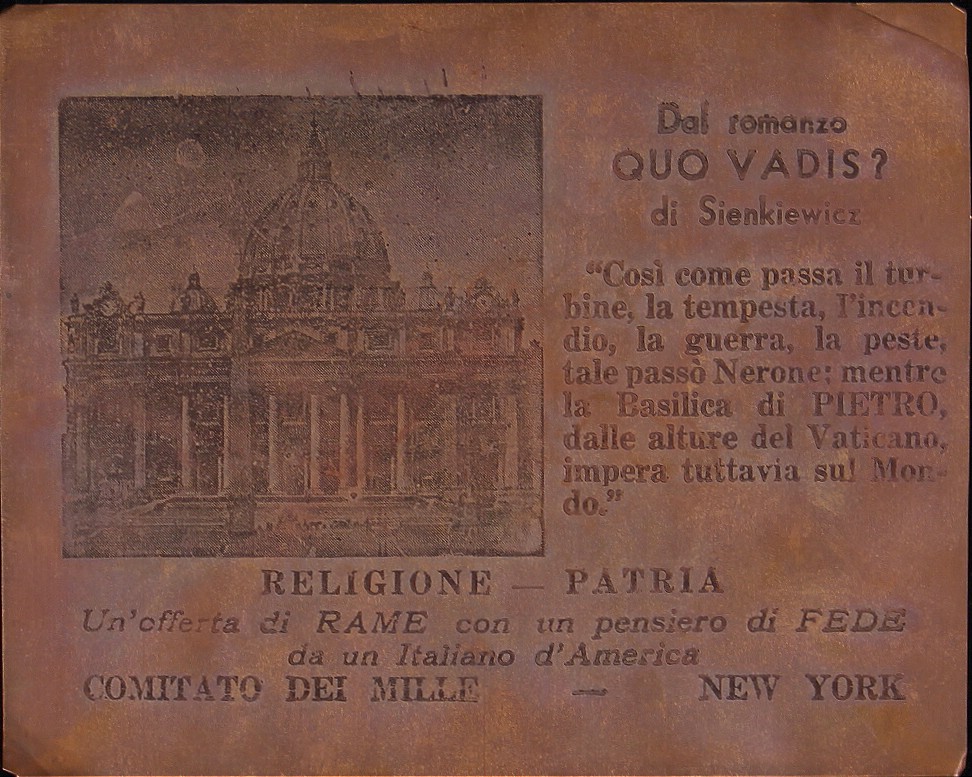 Dal romanzo
QUO VADIS?
di Sienkiewicz
“Così come passa il tur-
bine, la tempesta, l'incen-
dio, la guerra, la peste,
tale passò Nerone; mentre
la Basilica di PIETRO,
dalle alture del Vaticano,
impera tuttavia sul Mon-
do.”
RELIGIONE — PATRIA
Un'offerta di RAME con un pensiero di FEDE
da un Italiano d'America
COMITATO DEI MILLE — NEW YORK